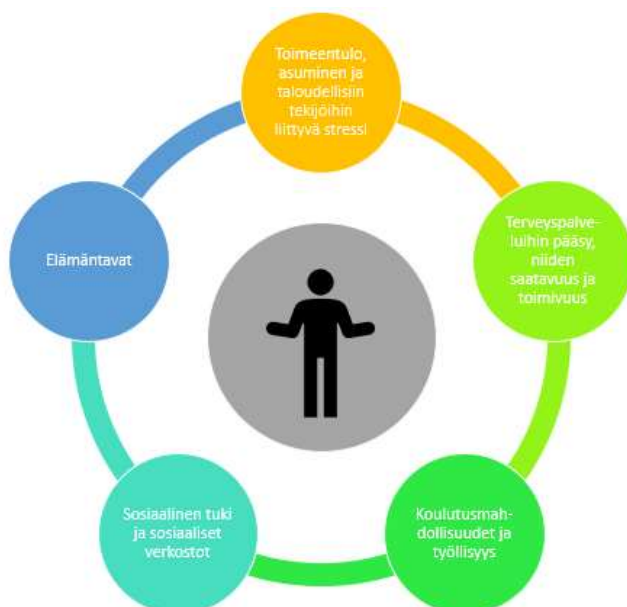 Toimeentulo,
asuminen ja
taloudellisiin
tekijöihin
liittyvä stressi
Terveyspalve-
luihin pääsy,
niiden
saatavuus ja
toimivuus
Koulutusmah-
dollisuudet ja
työllisyys
Sosiaalinen tuki
ja sosiaaliset
verkostot
Elämäntavat